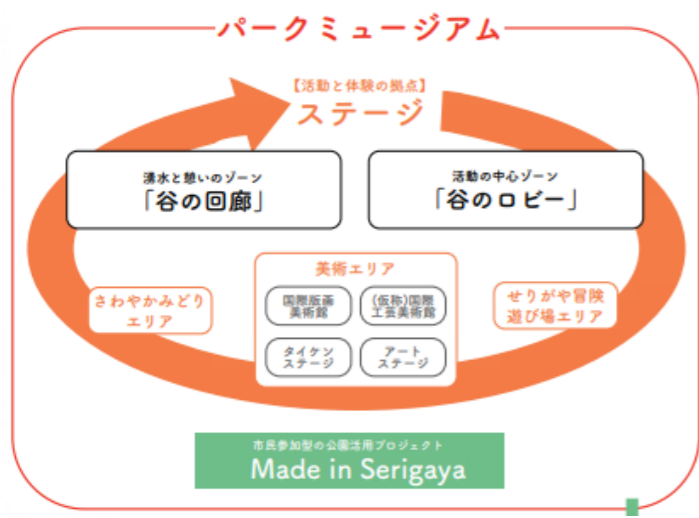 パークミュージアム
【活動と体験の拠点】
ステージ
湧水と憩いのゾーン
「谷の回廊」
活動の中心ゾーン
「谷のロビー」
美術エリア
国際版画
美術館
(仮称)国際
工芸美術館
タイケン
ステージ
アート
ステージ
さわやかみどり
エリア
せりがや冒険
遊び場エリア
市民参加型の公園活用プロジェクト
Made in Serigaya